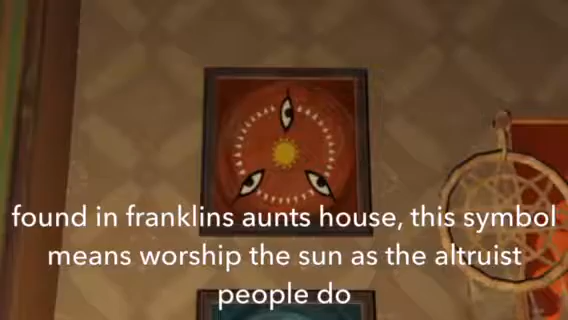 found in franklins aunts house, this symbol
means worship the sun as the altruist
people do